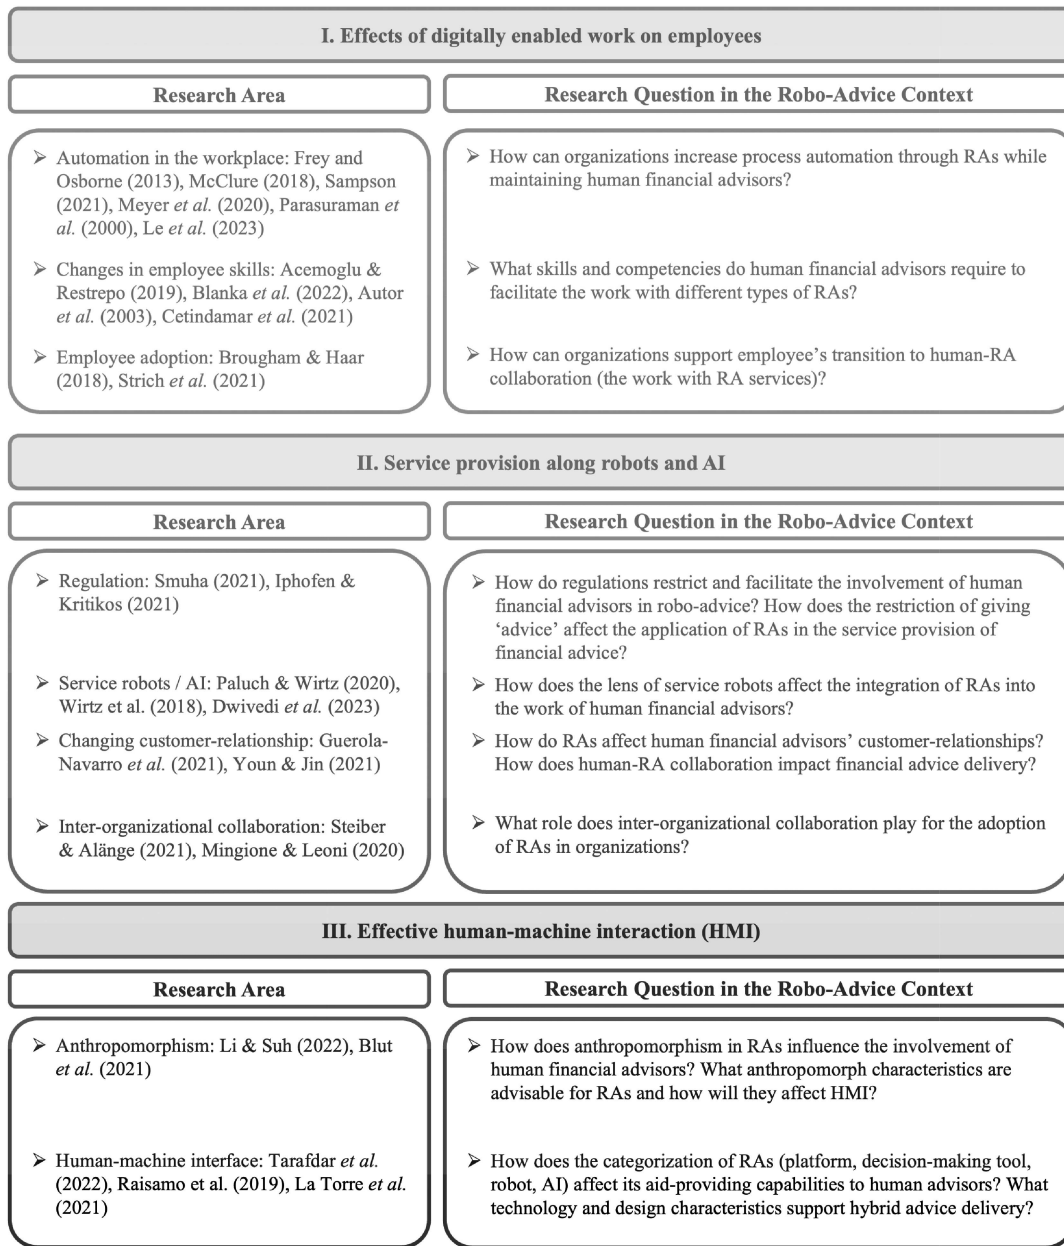 I. Effects of digitally enabled work on employees
Research Area
Research Question in the Robo-Advice Context
➢ Automation in the workplace: Frey and
Osborne (2013), McClure (2018), Sampson
(2021), Meyer et al. (2020), Parasuraman et
al. (2000), Le et al. (2023)
➢ How can organizations increase process automation through RAs while
maintaining human financial advisors?
➢ Changes in employee skills: Acemoglu &
Restrepo (2019), Blanka et al. (2022), Autor
et al. (2003), Cetindamar et al. (2021)
➢ What skills and competencies do human financial advisors require to
facilitate the work with different types of RAs?
➢ Employee adoption: Brougham & Haar
(2018), Strich et al. (2021)
➢ How can organizations support employee’s transition to human-RA
collaboration (the work with RA services)?
II. Service provision along robots and AI
Research Area
Research Question in the Robo-Advice Context
➢ Regulation: Smuha (2021), Iphofen &
Kritikos (2021)
➢ How do regulations restrict and facilitate the involvement of human
financial advisors in robo-advice? How does the restriction of giving
‘advice’ affect the application of RAs in the service provision of
financial advice?
➢ Service robots / AI: Paluch & Wirtz (2020),
Wirtz et al. (2018), Dwivedi et al. (2023)
➢ How does the lens of service robots affect the integration of RAs into
the work of human financial advisors?
➢ Changing customer-relationship: Guerola-
Navarro et al. (2021), Youn & Jin (2021)
➢ How do RAs affect human financial advisors’ customer-relationships?
How does human-RA collaboration impact financial advice delivery?
➢ Inter-organizational collaboration: Steiber
& Alänge (2021), Mingione & Leoni (2020)
➢ What role does inter-organizational collaboration play for the adoption
of RAs in organizations?
III. Effective human-machine interaction (HMI)
Research Area
Research Question in the Robo-Advice Context
➢ Anthropomorphism: Li & Suh (2022), Blut
et al. (2021)
➢ How does anthropomorphism in RAs influence the involvement of
human financial advisors? What anthropomorph characteristics are
advisable for RAs and how will they affect HMI?
➢ Human-machine interface: Tarafdar et al.
(2022), Raisamo et al. (2019), La Torre et al.
(2021)
➢ How does the categorization of RAs (platform, decision-making tool,
robot, AI) affect its aid-providing capabilities to human advisors? What
technology and design characteristics support hybrid advice delivery?